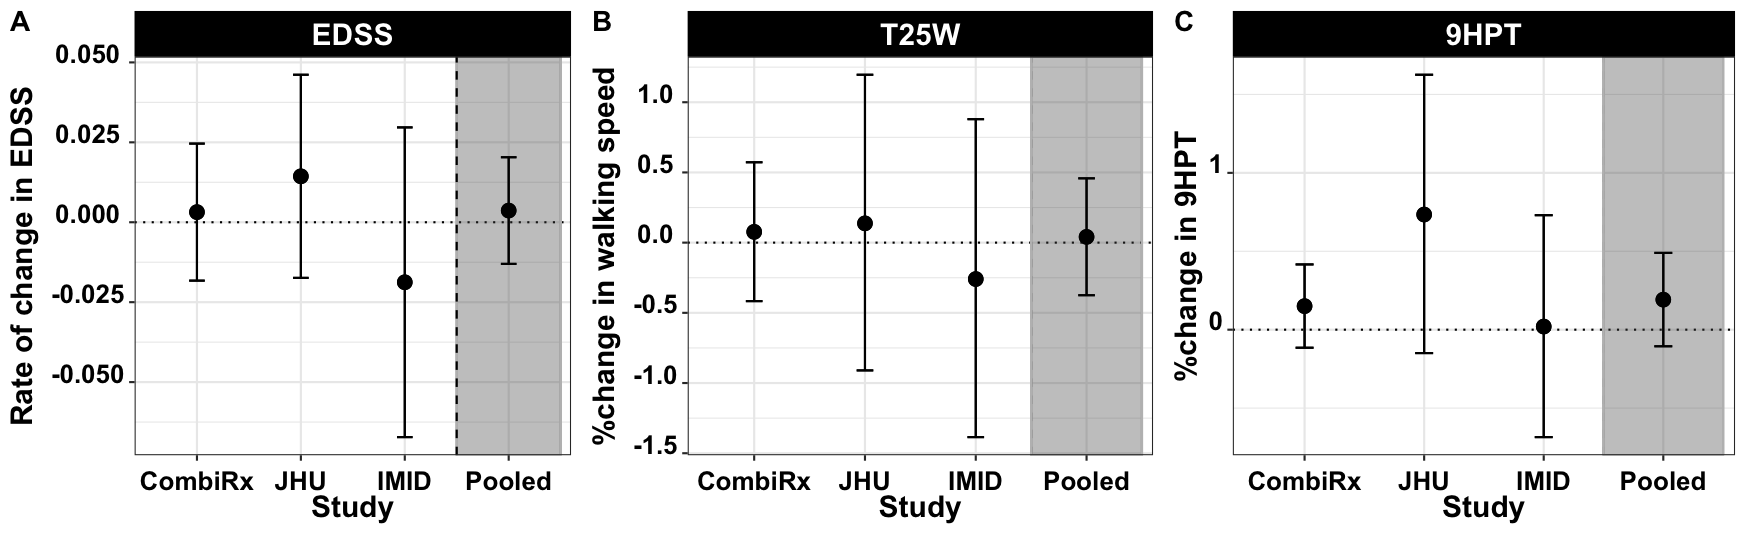 A
EDSS
Rate of change in EDSS
0.050
0.025
0.000
-0.025
-0.050
CombiRx JHU IMID Pooled
Study
B
T25W
%change in walking speed
1.0
0.5
0.0
-0.5
-1.0
-1.5
CombiRx JHU IMID Pooled
Study
C
9HPT
%change in 9HPT
1
0
CombiRx JHU IMID Pooled
Study